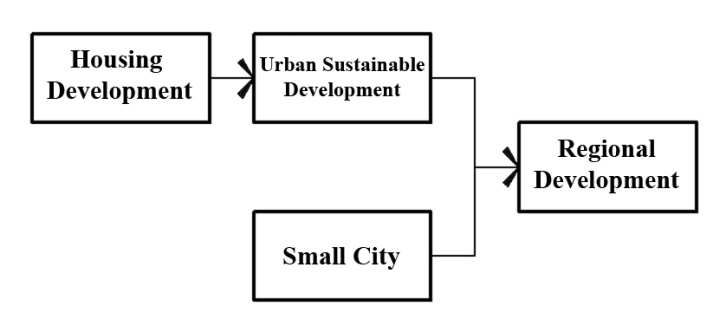 Housing
Development
Urban Sustainable
Development
Small City
Regional
Development